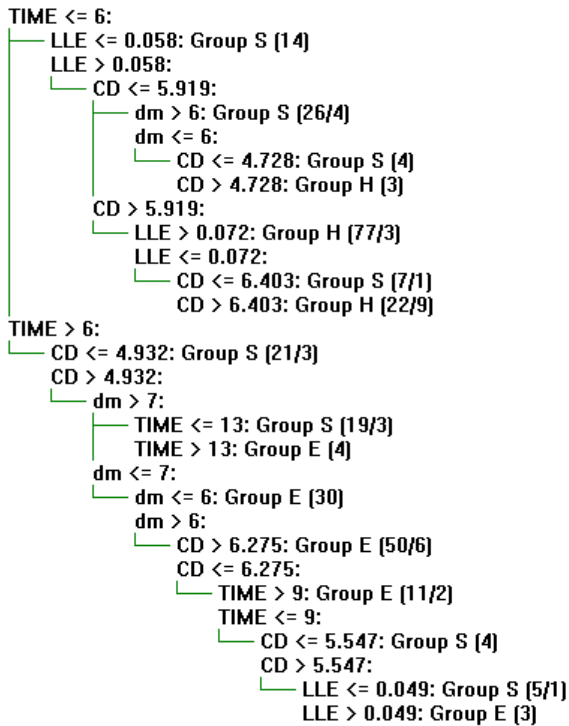 TIME <= 6:
LLE <= 0.058: Group S (14)
LLE > 0.058:
CD <= 5.919:
dm > 6: Group S (26/4)
dm <= 6:
CD <= 4.728: Group S (4)
CD > 4.728: Group H (3)
CD > 5.919:
LLE > 0.072: Group H (77/3)
LLE <= 0.072:
CD <= 6.403: Group S (7/1)
CD > 6.403: Group H (22/9)
TIME > 6:
CD <= 4.932: Group S (21/3)
CD > 4.932:
dm > 7:
TIME <= 13: Group S (19/3)
TIME > 13: Group E (4)
dm <= 7:
dm <= 6: Group E (30)
dm > 6:
CD > 6.275: Group E (50/6)
CD <= 6.275:
TIME > 9: Group E (11/2)
TIME <= 9:
CD <= 5.547: Group S (4)
CD > 5.547:
LLE <= 0.049: Group S (5/1)
LLE > 0.049: Group E (3)